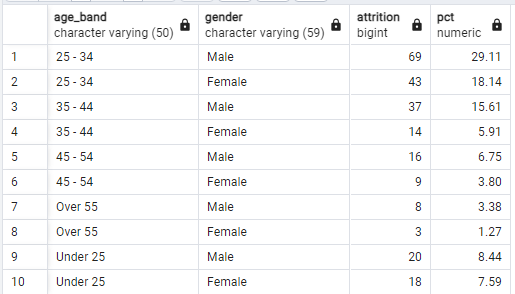 age_band gender attrition pct
character varying (50) character varying (59) bigint numeric
1 25 - 34 Male 69 29.11
2 25 - 34 Female 43 18.14
3 35 - 44 Male 37 15.61
4 35 - 44 Female 14 5.91
5 45 - 54 Male 16 6.75
6 45 - 54 Female 9 3.80
7 Over 55 Male 8 3.38
8 Over 55 Female 3 1.27
9 Under 25 Male 20 8.44
10 Under 25 Female 18 7.59